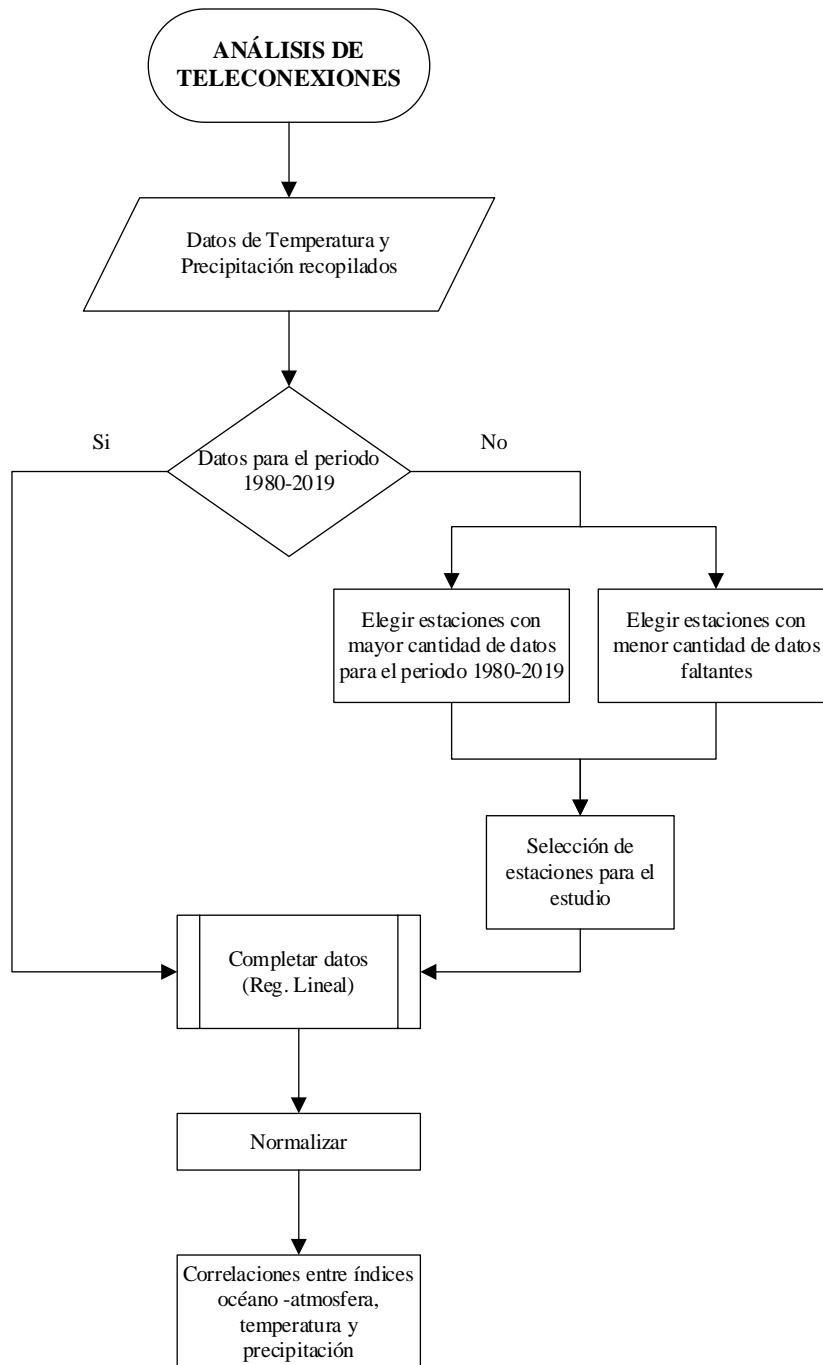 ANÁLISIS DE
TELECONEXIONES
Datos de Temperatura y
Precipitación recopilados
Si
Datos para el periodo
1980-2019
No
Elegir estaciones con
mayor cantidad de datos
para el periodo 1980-2019
Elegir estaciones con
menor cantidad de datos
faltantes
Selección de
estaciones para el
estudio
Completar datos
(Reg. Lineal)
Normalizar
Correlaciones entre índices
océano -atmosfera,
temperatura y
precipitación